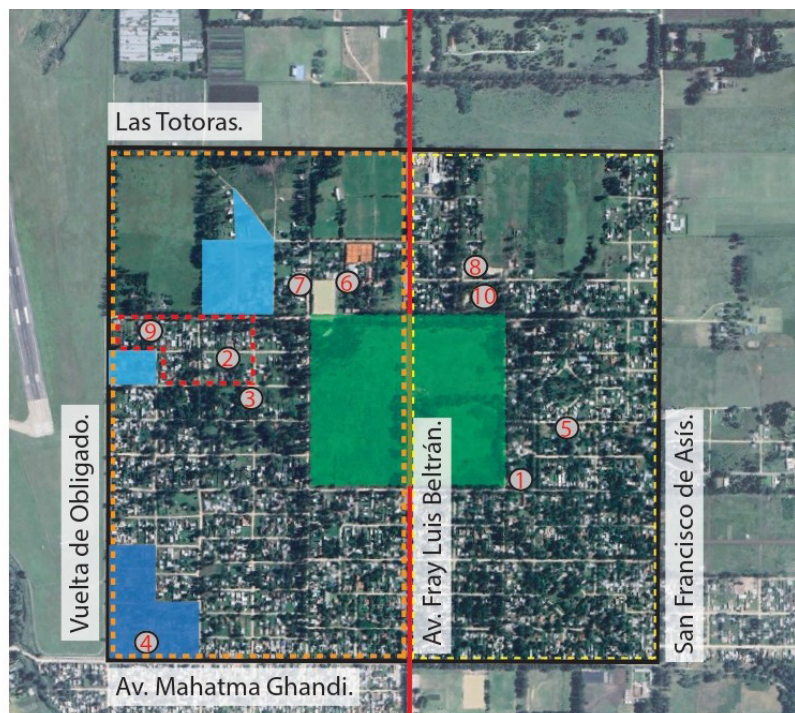 Las Totoras.
8
7
6
10
9
2
3
5
1
4
Vuelta de Obligado.
Av. Fray Luis Beltrán.
San Francisco de Asís.
Av. Mahatma Ghandi.